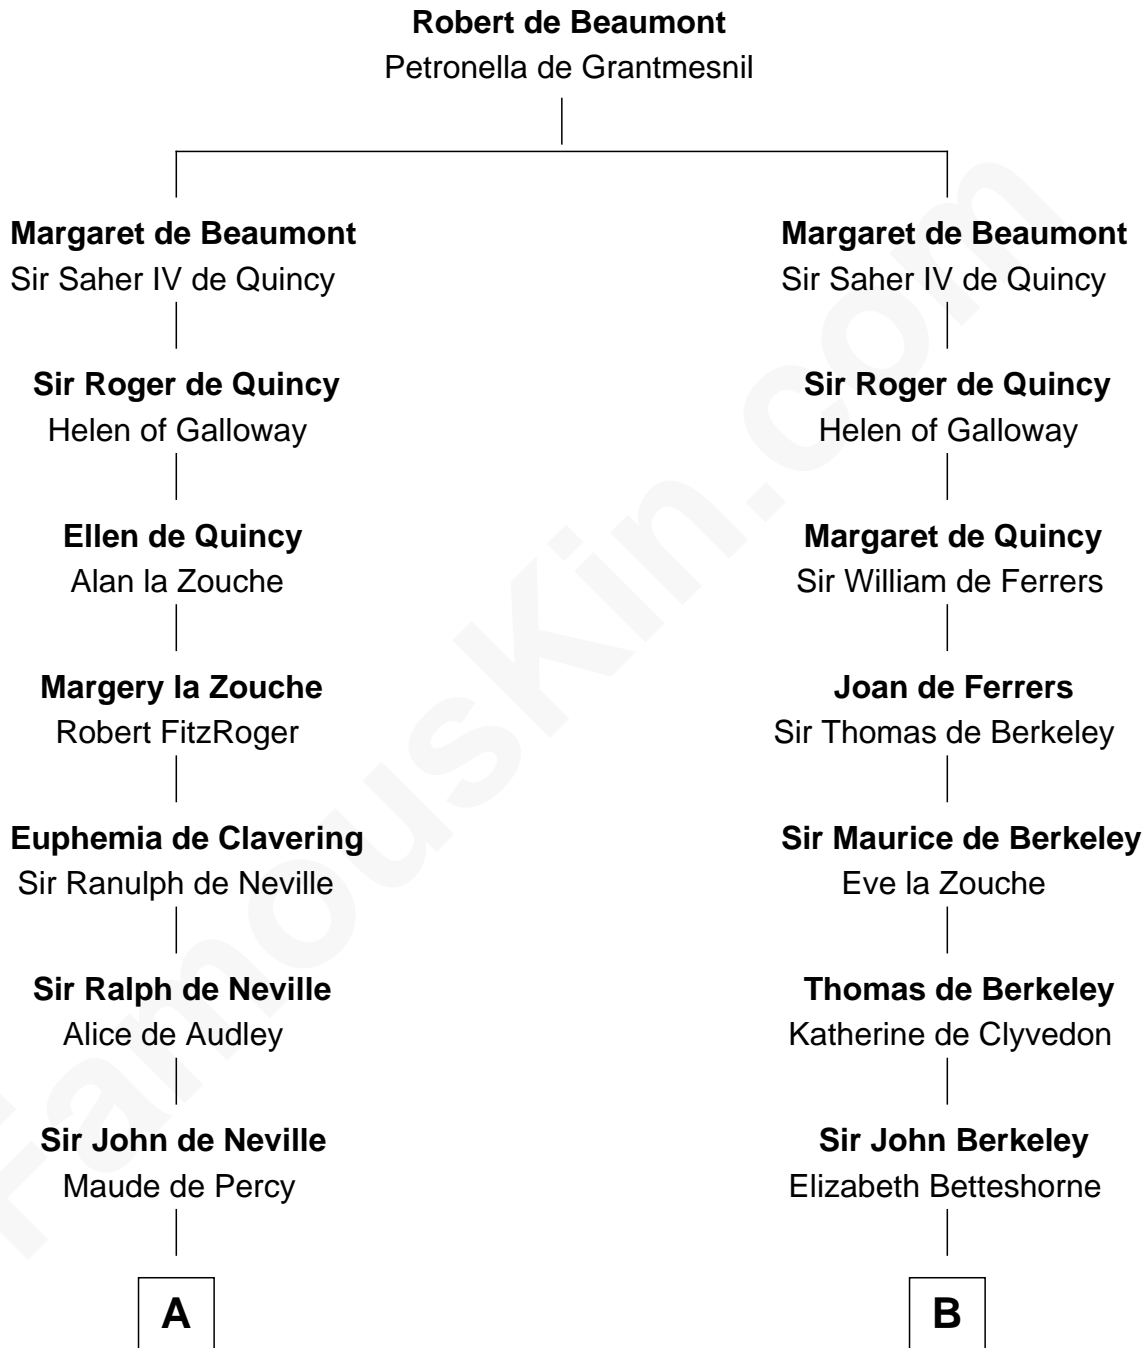 Robert de Beaumont
Petronella de Grantmesnil
Margaret de Beaumont
Sir Saher IV de Quincy
Sir Roger de Quincy
Helen of Galloway
Ellen de Quincy
Alan la Zouche
Margery la Zouche
Robert FitzRoger
Euphemia de Clavering
Sir Ranulph de Neville
Sir Ralph de Neville
Alice de Audley
Sir John de Neville
Maude de Percy
A
Margaret de Beaumont
Sir Saher IV de Quincy
Sir Roger de Quincy
Helen of Galloway
Margaret de Quincy
Sir William de Ferrers
Joan de Ferrers
Sir Thomas de Berkeley
Sir Maurice de Berkeley
Eve la Zouche
Thomas de Berkeley
Katherine de Clyvedon
Sir John Berkeley
Elizabeth Betteshorne
B
FamousKin.com